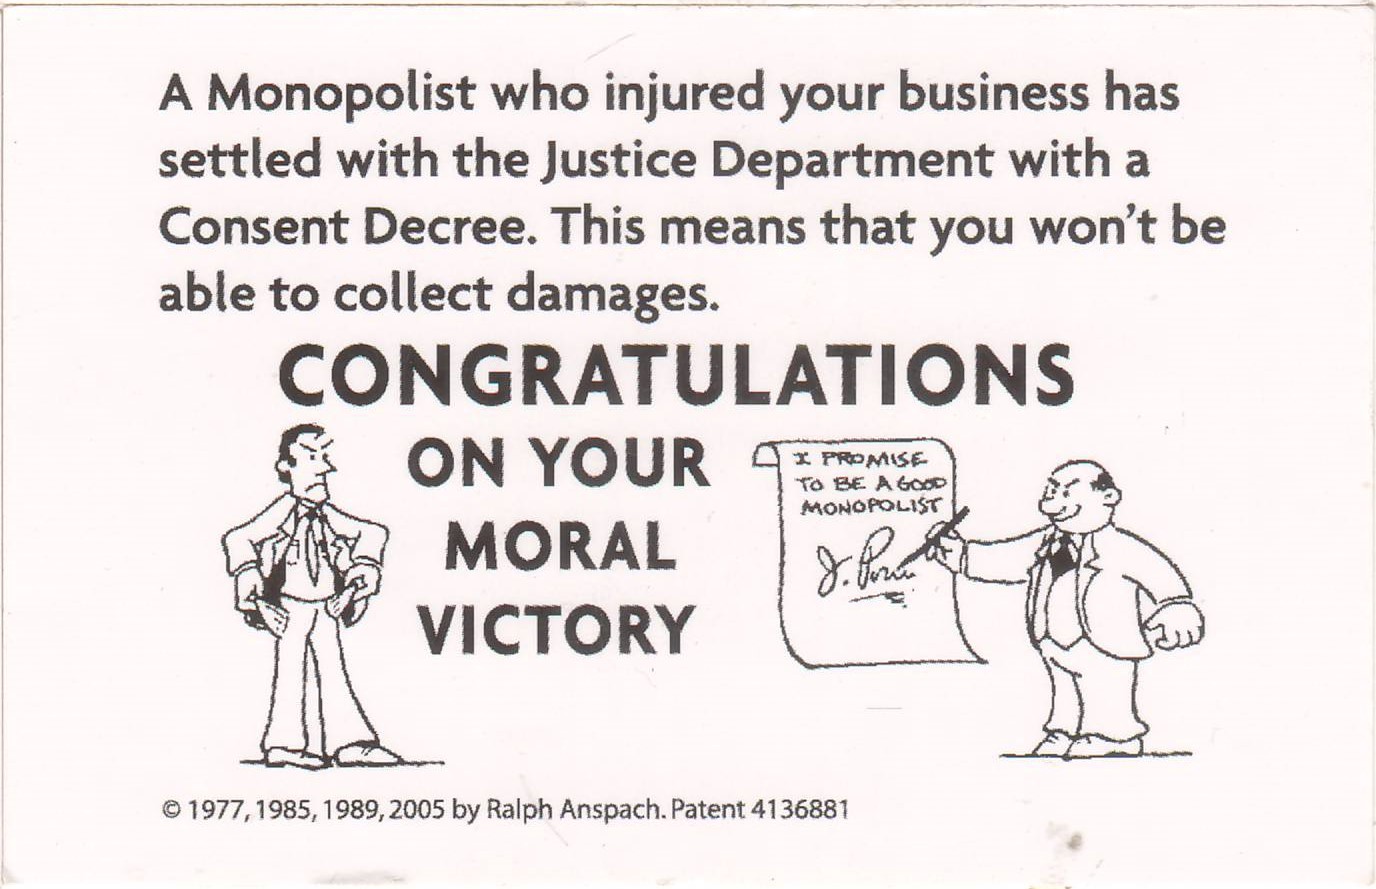 A Monopolist who injured your business has
settled with the Justice Department with a
Consent Decree. This means that you won't be
able to collect damages.
CONGRATULATIONS
ON YOUR
MORAL
VICTORY
I PROMISE
TO BE A GOOD
MONOPOLIST
© 1977, 1985, 1989, 2005 by Ralph Anspach. Patent 4136881